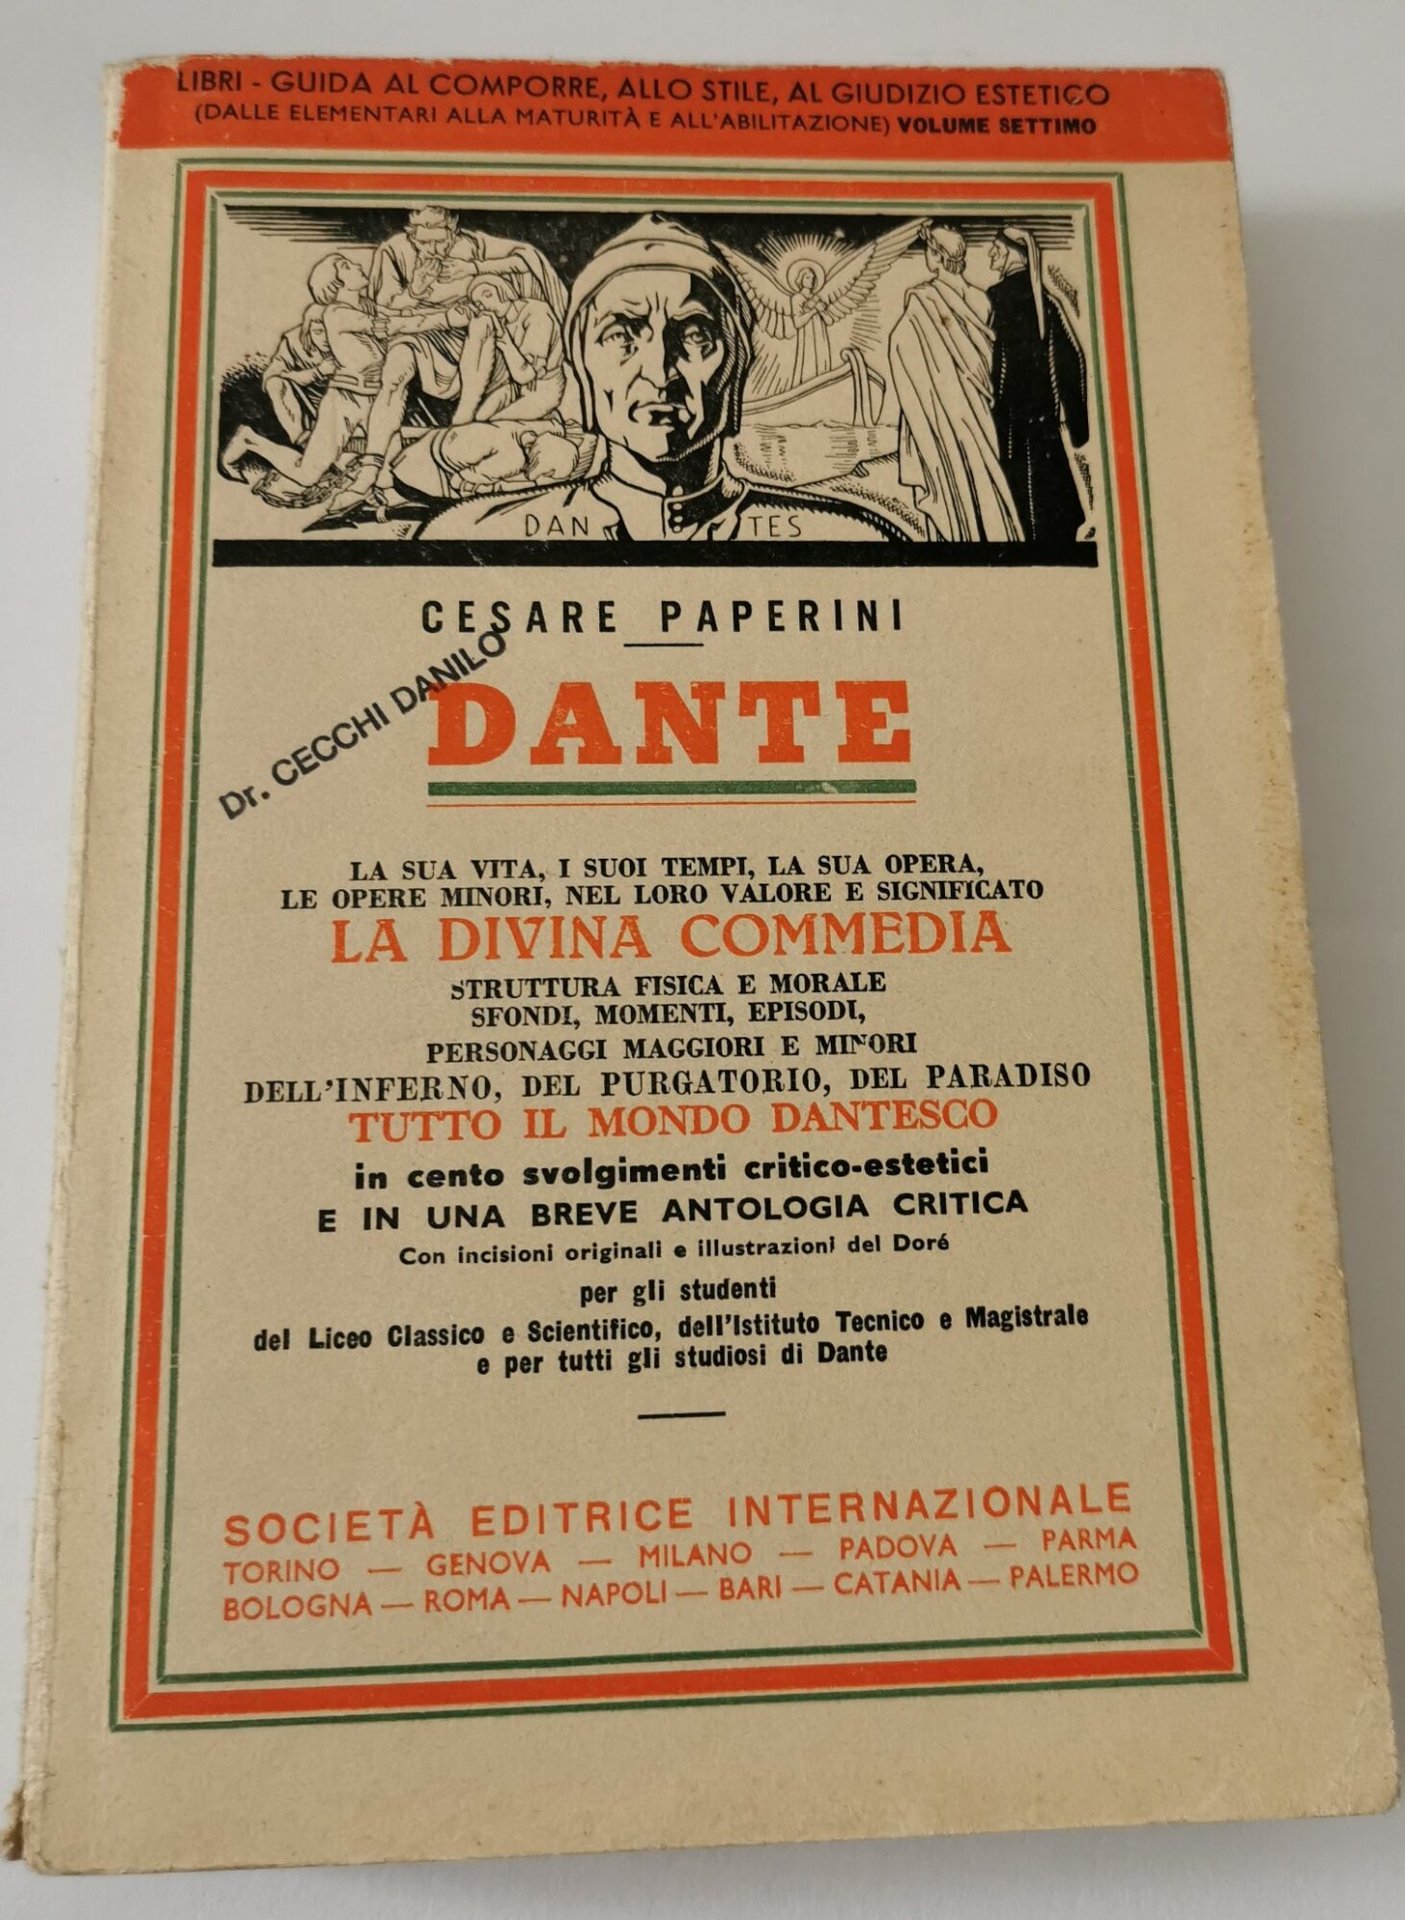 LIBRI - GUIDA AL COMPORRE, ALLO STILE, AL GIUDIZIO ESTETICO
(DALLE ELEMENTARI ALLA MATURITÀ E ALL'ABILITAZIONE) VOLUME SETTIMO
DAN TES
CESARE PAPERINI
Dr. CECCHI DANILO
DANTE
LA SUA VITA, I SUOI TEMPI, LA SUA OPERA,
LE OPERE MINORI, NEL LORO VALORE E SIGNIFICATO
LA DIVINA COMMEDIA
STRUTTURA FISICA E MORALE
SFONDI, MOMENTI, EPISODI,
PERSONAGGI MAGGIORI E MINORI
DELL'INFERNO, DEL PURGATORIO, DEL PARADISO
TUTTO IL MONDO DANTESCO
in cento svolgimenti critico-estetici
E IN UNA BREVE ANTOLOGIA CRITICA
Con incisioni originali e illustrazioni del Doré
per gli studenti
del Liceo Classico e Scientifico, dell'Istituto Tecnico e Magistrale
e per tutti gli studiosi di Dante
SOCIETÀ EDITRICE INTERNAZIONALE
TORINO — GENOVA — MILANO — PADOVA — PARMA
BOLOGNA — ROMA — NAPOLI — BARI — CATANIA — PALERMO